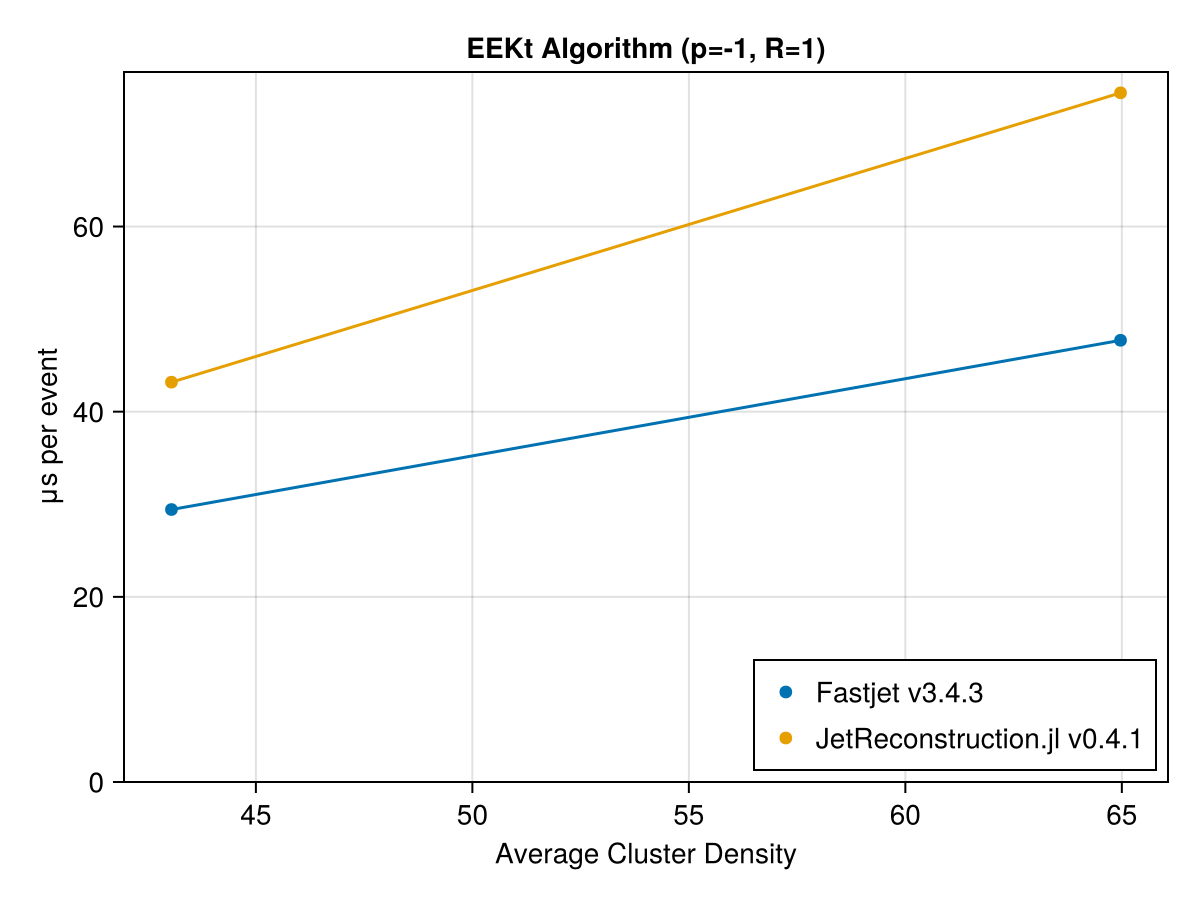 EEKt Algorithm (p=-1, R=1)
µs per event
60
40
20
0
45 50 55 60 65
Average Cluster Density
Fastjet v3.4.3
JetReconstruction.jl v0.4.1